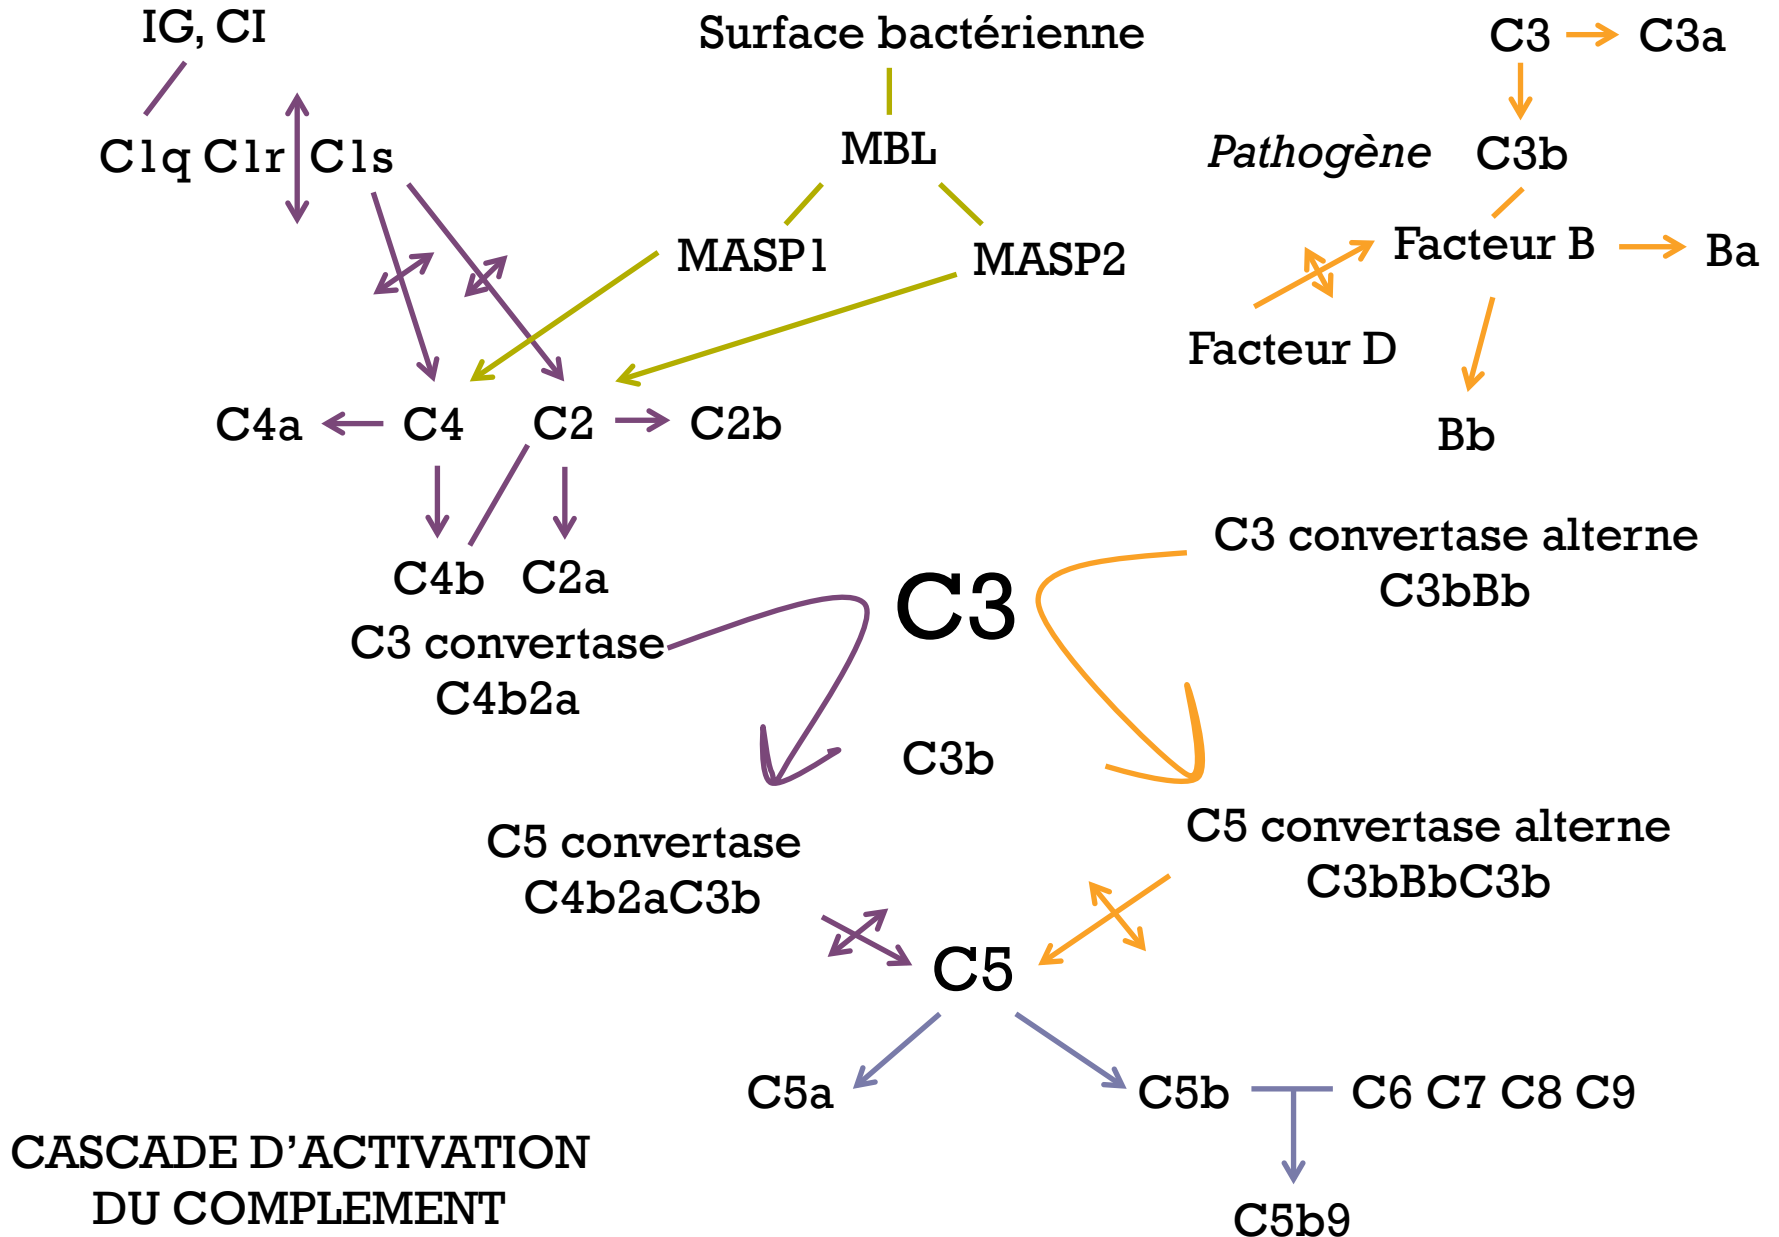 IG, CI
Surface bactérienne
C3 C3a
C1q C1r C1s
MBL
Pathogène C3b
MASP1
MASP2
Facteur B
Ba
Facteur D
C4a C4 C2 C2b
Bb
C4b C2a
C3 convertase
C4b2a
C3
C3 convertase alterne
C3bBb
C3b
C5 convertase
C4b2aC3b
C5 convertase alterne
C3bBbC3b
C5
C5a
C5b
C6 C7 C8 C9
C5b9
CASCADE D’ACTIVATION
DU COMPLEMENT